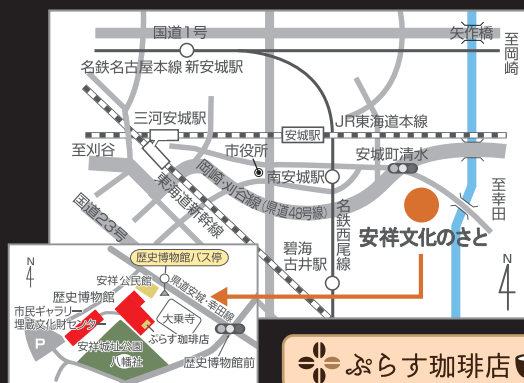 国道1号
矢作橋
至岡崎
名鉄名古屋本線 新安城駅
三河安城駅
JR東海道本線
安城駅
至刈谷
市役所
安城町清水
南安城駅
岡崎・刈谷線(県道48号線)
東海道新幹線
至幸田
国道23号
名鉄西尾線
碧海
古井駅
安祥文化のさと
N
歴史博物館バス停
N
安祥公民館
県道安城・幸田線
歴史博物館
市民ギャラリー
埋蔵文化財センター
大乗寺
ぷらす珈琲店
P
安祥城址公園
八幡社
歴史博物館前
ぷらす珈琲店